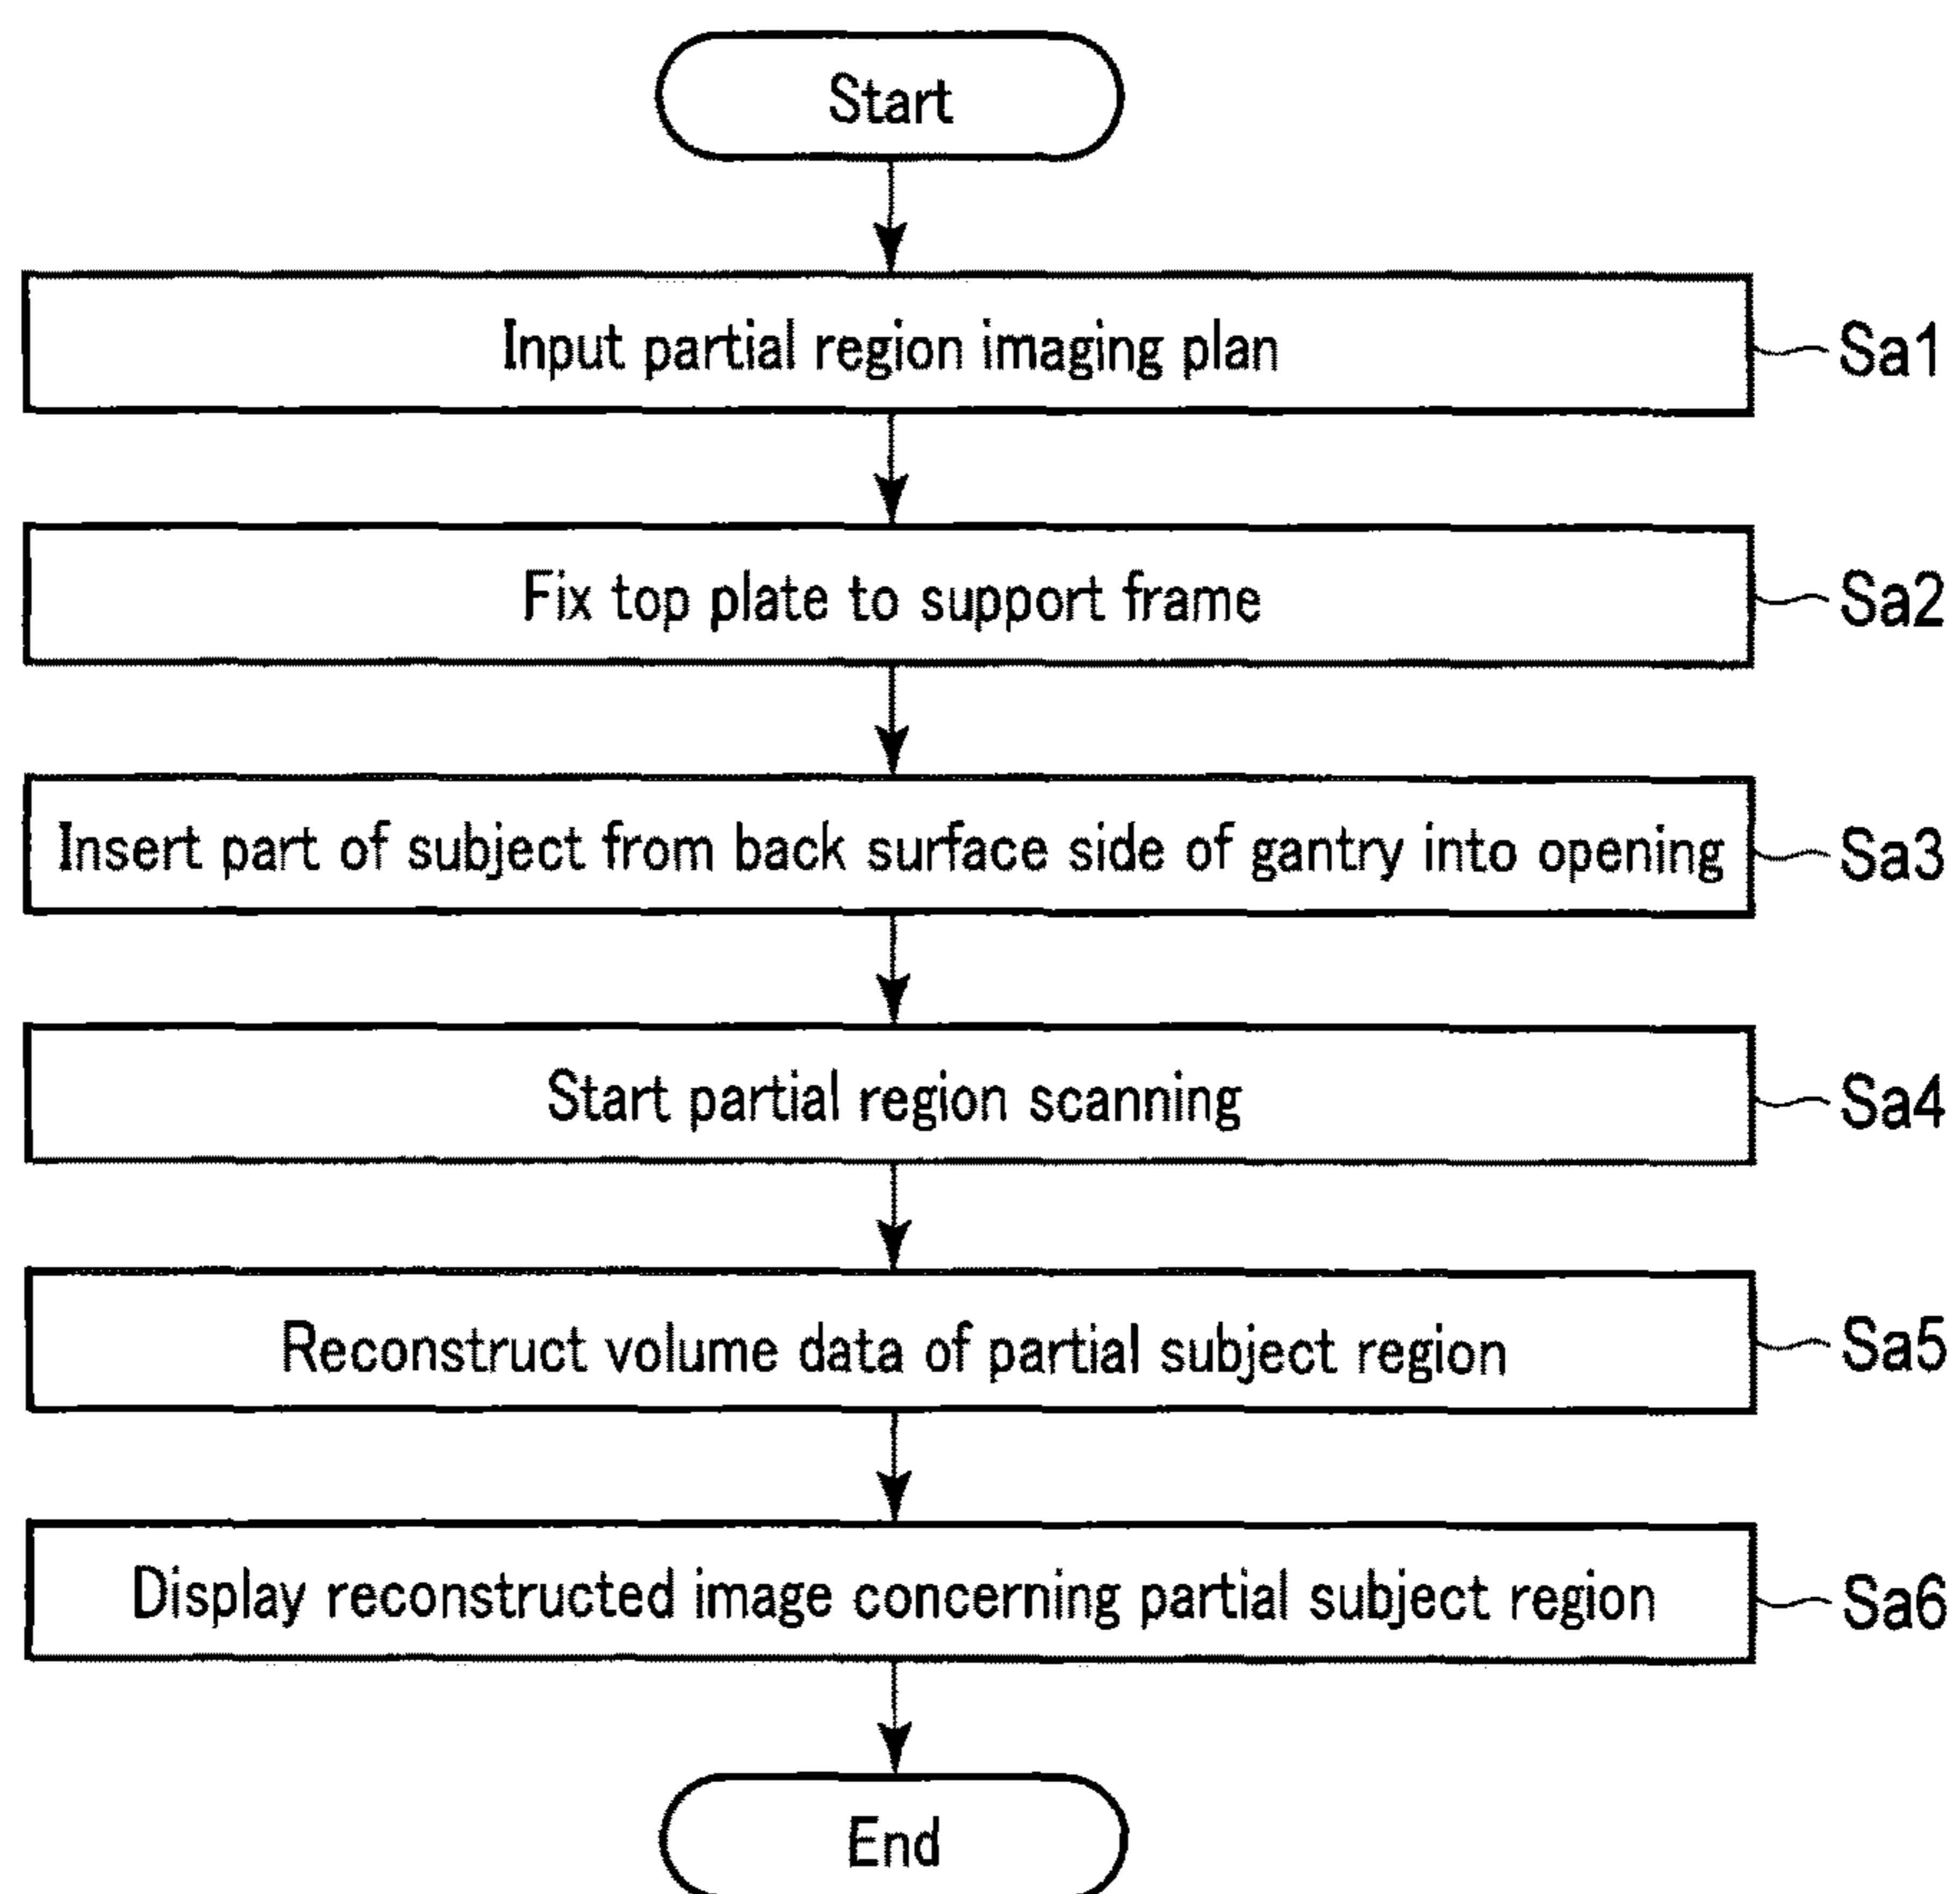 Start
Input partial region imaging plan
Sa1
Fix top plate to support frame
Sa2
Insert part of subject from back surface side of gantry into opening
Sa3
Start partial region scanning
Sa4
Reconstruct volume data of partial subject region
Sa5
Display reconstructed image concerning partial subject region
Sa6
End